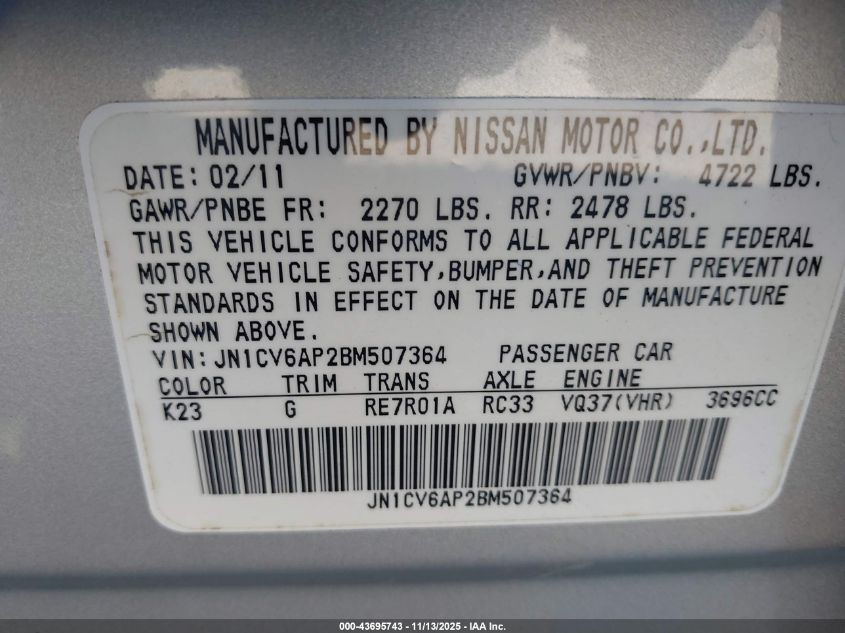 MANUFACTURED BY NISSAN MOTOR CO.,LTD.
DATE: 02/11 GVWR/PNBV: 4722 LBS.
GAWR/PNBE FR: 2270 LBS. RR: 2478 LBS.
THIS VEHICLE CONFORMS TO ALL APPLICABLE FEDERAL
MOTOR VEHICLE SAFETY,BUMPER,AND THEFT PREVENTION
STANDARDS IN EFFECT ON THE DATE OF MANUFACTURE
SHOWN ABOVE.
VIN: JN1CV6AP2BM507364 PASSENGER CAR
COLOR TRIM TRANS AXLE ENGINE
K23 G RE7R01A RC33 VQ37(VHR) 3696CC
JN1CV6AP2BM507364
000-43695743 - 11/13/2025 - IAA Inc.